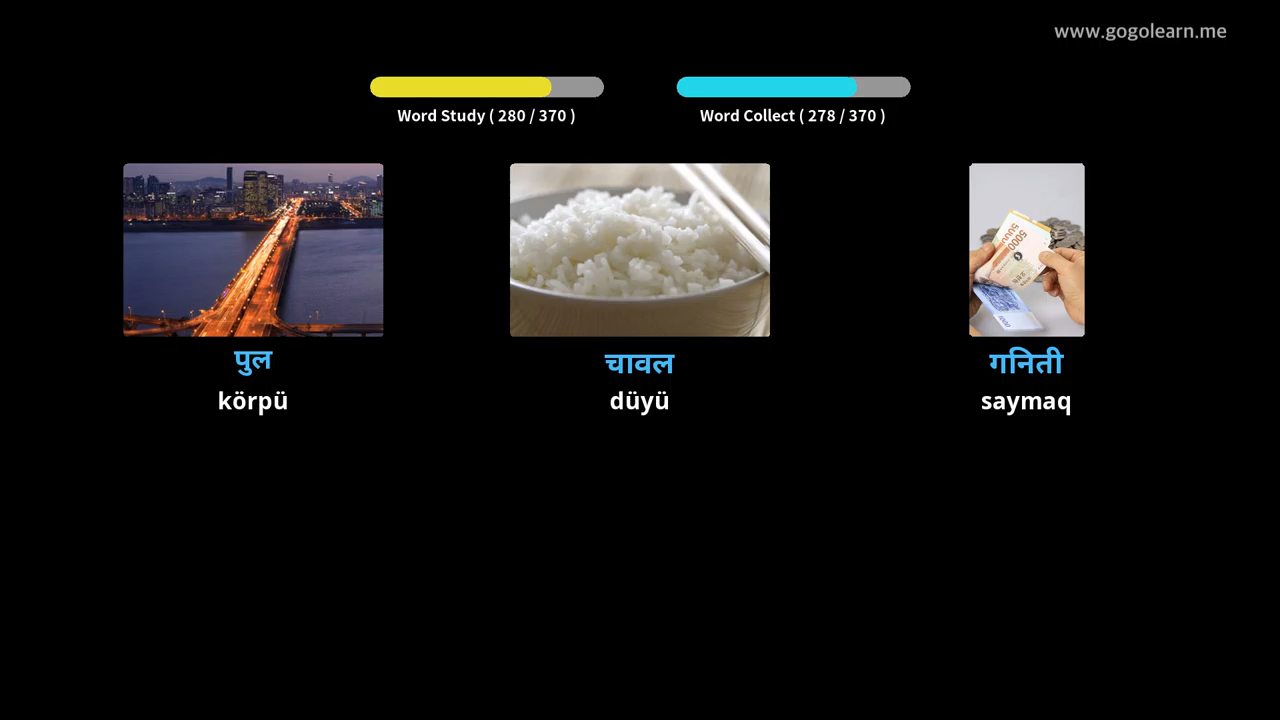 www.gogolearn.me
Word Study ( 280 / 370 )
Word Collect ( 278 / 370 )
पुल
चावल
गनिती
körpü
düyü
saymaq